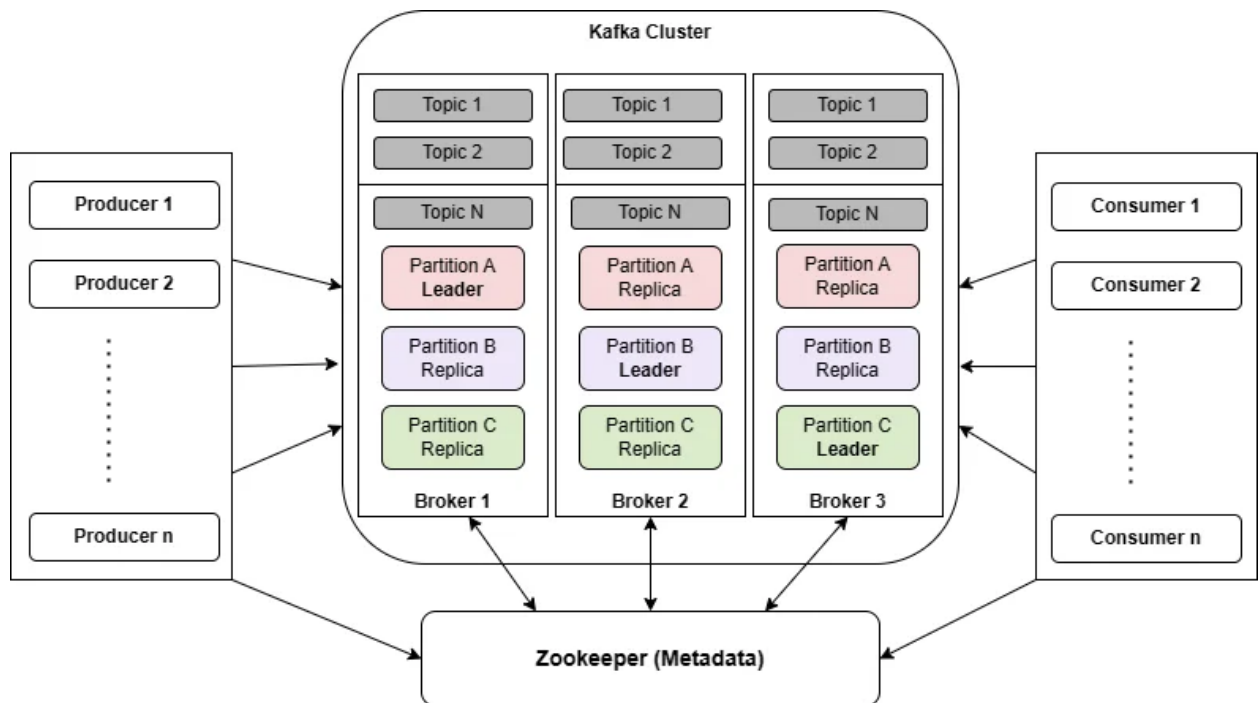 Kafka Cluster
Producer 1
Producer 2
Producer n
Topic 1
Topic 2
Topic N
Partition A
Leader
Partition B
Replica
Partition C
Replica
Broker 1
Topic 1
Topic 2
Topic N
Partition A
Replica
Partition B
Leader
Partition C
Replica
Broker 2
Topic 1
Topic 2
Topic N
Partition A
Replica
Partition B
Replica
Partition C
Leader
Broker 3
Consumer 1
Consumer 2
Consumer n
Zookeeper (Metadata)